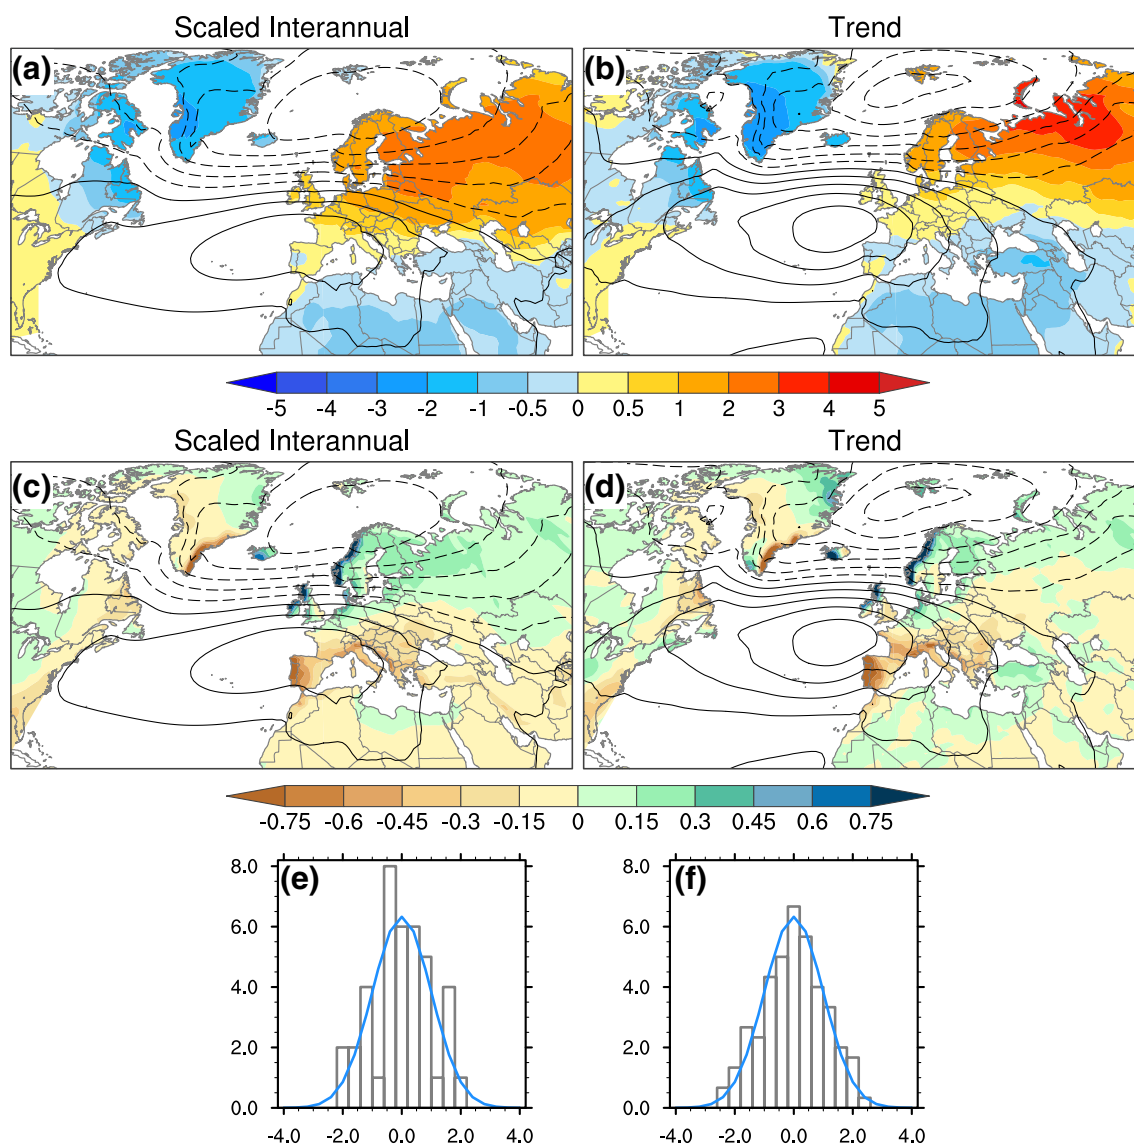 Scaled Interannual Trend
(a) (b)
-5 -4 -3 -2 -1 -0.5 0 0.5 1 2 3 4 5
Scaled Interannual Trend
(c) (d)
-0.75 -0.6 -0.45 -0.3 -0.15 0 0.15 0.3 0.45 0.6 0.75
8.0 (e) 8.0 (f)
6.0 6.0
4.0 4.0
2.0 2.0
0.0 0.0
-4.0 -2.0 0.0 2.0 4.0 -4.0 -2.0 0.0 2.0 4.0